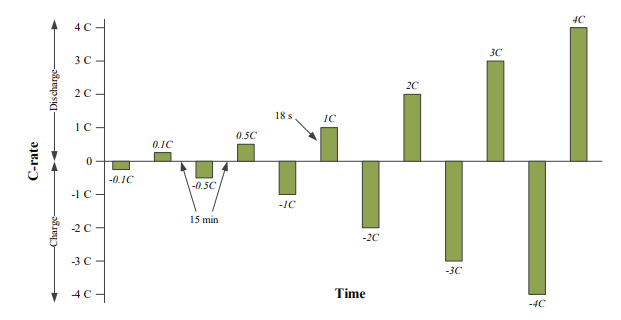 4C
4 C
3C
3 C
2C
2 C
Discharge
18 s
1C
1 C
0.5C
0.1C
0
C-rate
-0.1C
-0.5C
-1 C
-1C
15 min
Charge
-2 C
-2C
-3 C
-3C
-4 C
Time
-4C